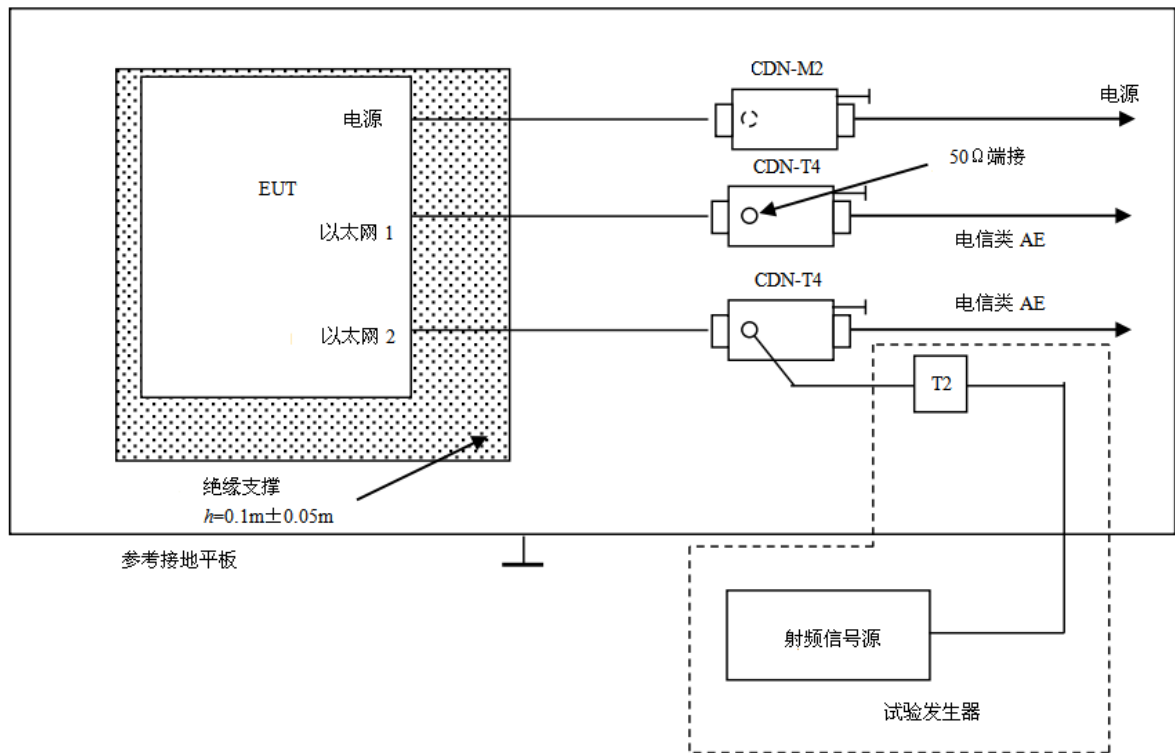 CDN-M2
电源
电源
50Ω端接
CDN-T4
EUT
以太网 1
电信类 AE
CDN-T4
电信类 AE
以太网 2
T2
绝缘支撑
h=0.1m±0.05m
参考接地平板
射频信号源
试验发生器